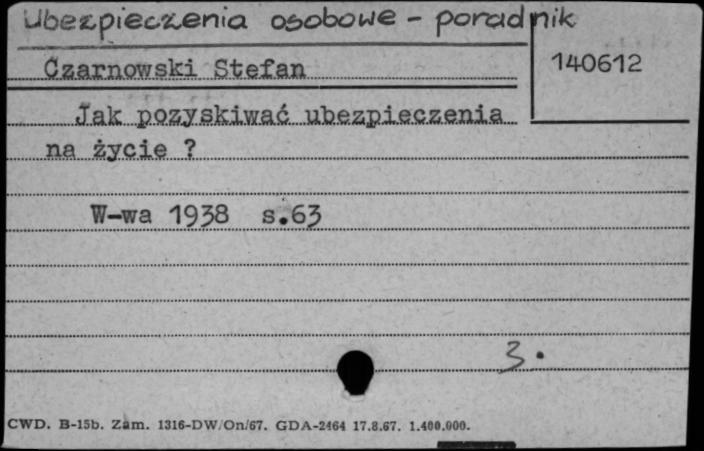 Ubezpieczenia osobowe - poradnik
Czarnowski Stefan
140612
Jak pozyskiwać ubezpieczenia
na życie ?
W-wa 1938 s.63
3.
CWD. B-15b. Zam. 1316-DW/On/67. GDA-2464 17.8.67. 1.400.000.